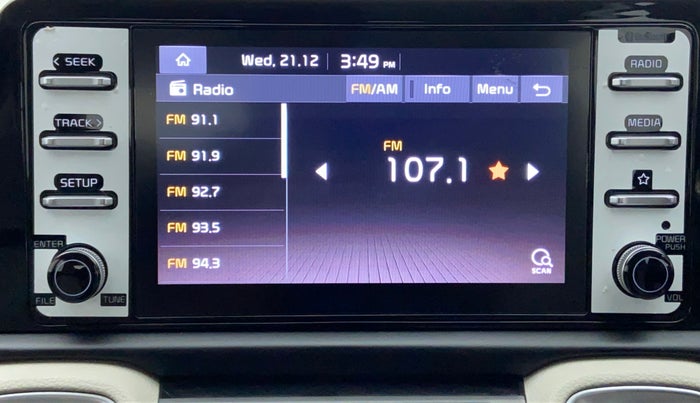 < SEEK
TRACK >
SETUP
ENTER
FILE
TUNE
Wed, 21.12
3:49 PM
Radio
FM/AM
Info
Menu
FM 91.1
FM 91.9
FM 92.7
FM 93.5
FM 94.3
FM
107.1
SCAN
RADIO
MEDIA
POWER
PUSH
VOL